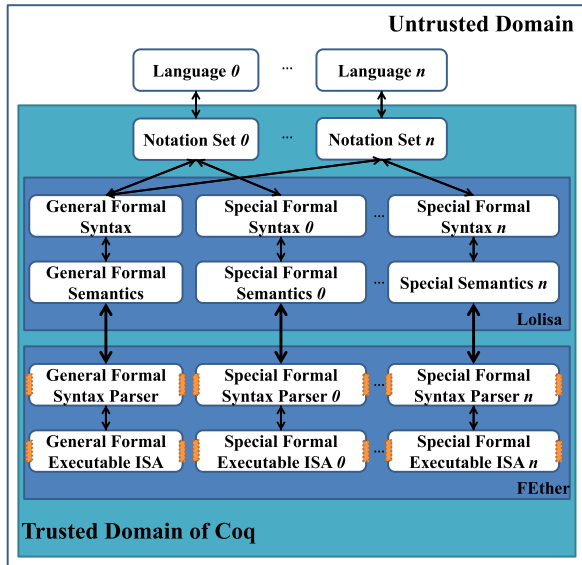 Untrusted Domain
Language 0 ... Language n
Notation Set 0 ... Notation Set n
General Formal Special Formal Special Formal
Syntax Syntax 0 ... Syntax n
General Formal Special Formal
Semantics Semantics 0 ... Special Semantics n
Lolisa
General Formal Special Formal Special Formal
Syntax Parser Syntax Parser 0 ... Syntax Parser n
General Formal Special Formal Special Formal
Executable ISA Executable ISA 0 ... Executable ISA n
FEther
Trusted Domain of Coq